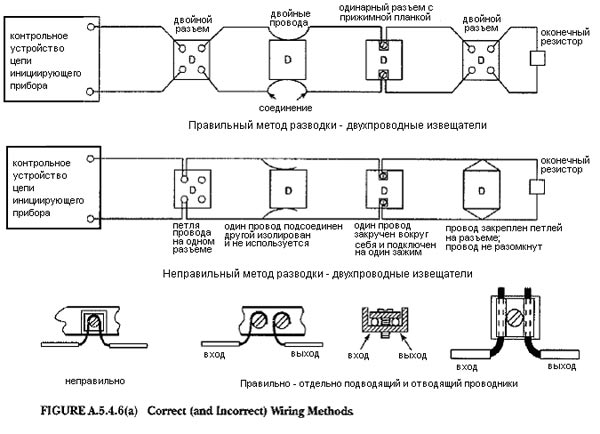 контрольное
устройство
цепи
инициирующего
прибора
двойной
разъем
D
двойные
провода
D
соединение
одинарный разъем с
прижимной планкой
D
двойной
разъем
D
оконечный
резистор
Правильный метод разводки - двухпроводные извещатели
контрольное
устройство
цепи
инициирующего
прибора
D
D
D
D
оконечный
резистор
петля
провода
на одном
разъеме
один провод подсоединен
другой изолирован
и не используется
один провод
закручен вокруг
себя и подключен
на один зажим
провод закреплен петлей
на разъеме;
провод не разомкнут
Неправильный метод разводки - двухпроводные извещатели
неправильно
вход
выход
вход
выход
вход
выход
Правильно - отдельно подводящий и отводящий проводники
FIGURE A.5.4.6(a) Correct (and Incorrect) Wiring Methods.